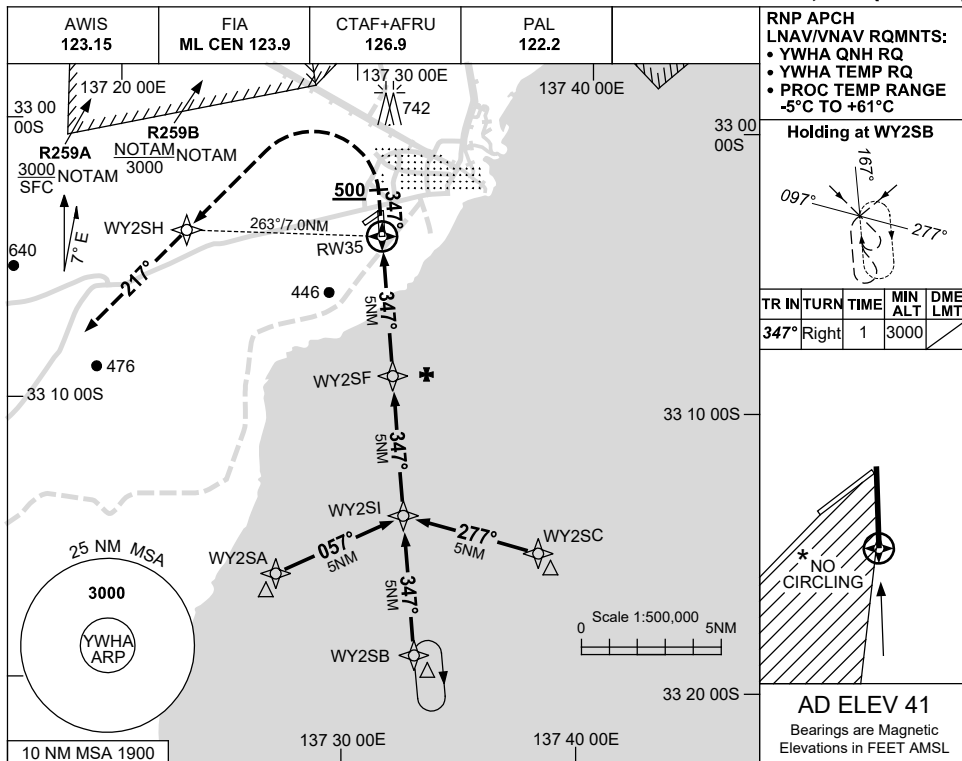 AWIS
123.15
FIA
ML CEN 123.9
CTAF+AFRU
126.9
PAL
122.2
RNP APCH
LNAV/VNAV RQMNTS:
• YWHA QNH RQ
• YWHA TEMP RQ
• PROC TEMP RANGE
-5°C TO +61°C
137 20 00E
137 30 00E
137 40 00E
33 00
00S
742
33 00
00S
R259A
3000 NOTAM
SFC
R259B
NOTAM NOTAM
3000
7° E
WY2SH
263°/7.0NM
500
347°
RW35
640
217°
446
347°
5NM
476
WY2SF
33 10 00S
33 10 00S
347°
5NM
WY2SI
WY2SA
057°
5NM
277°
5NM
WY2SC
347°
5NM
WY2SB
25 NM MSA
3000
YWHA
ARP
Scale 1:500,000
0
5NM
33 20 00S
137 30 00E
137 40 00E
10 NM MSA 1900
Holding at WY2SB
167°
097°
277°
TR IN TURN TIME MIN ALT DME LMT
347° Right 1 3000
* NO
CIRCLING
AD ELEV 41
Bearings are Magnetic
Elevations in FEET AMSL